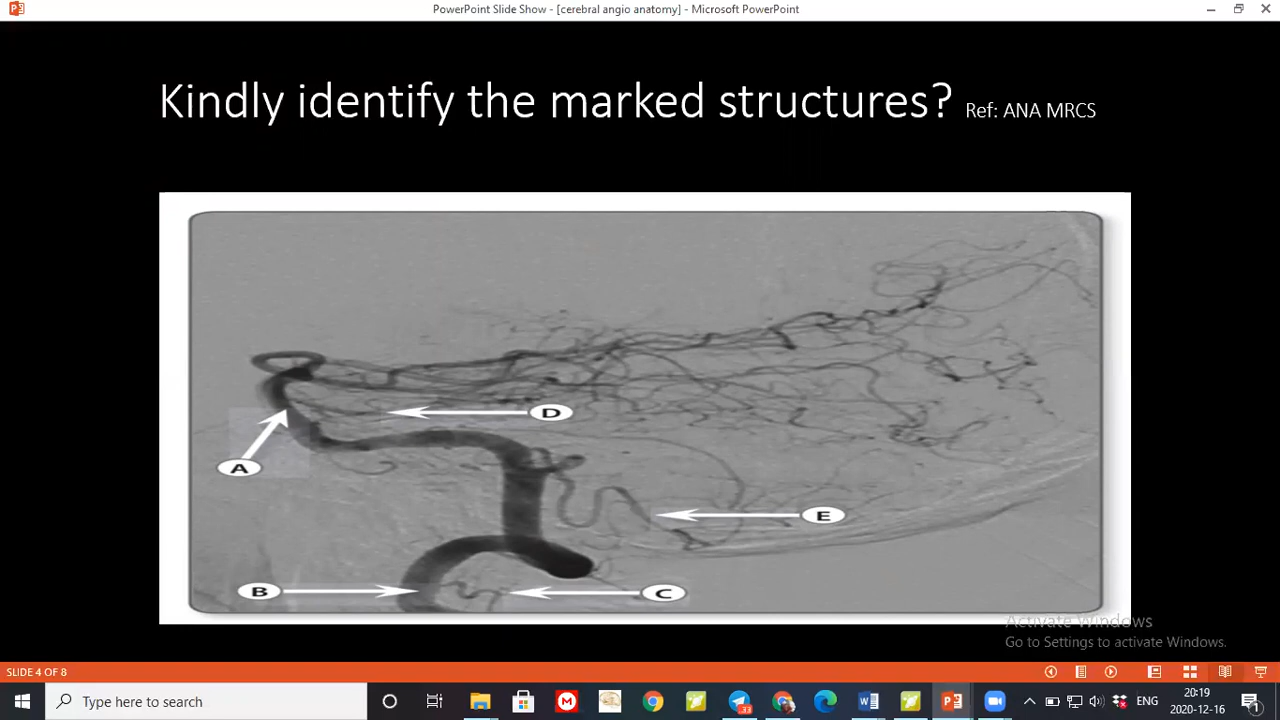 PowerPoint Slide Show - [cerebral angio anatomy] - Microsoft PowerPoint
Kindly identify the marked structures? Ref: ANA MRCS
D
A
E
B
C
Activate Windows
Go to Settings to activate Windows.
SLIDE 4 OF 8
Type here to search
33
ENG
20:19
2020-12-16
1